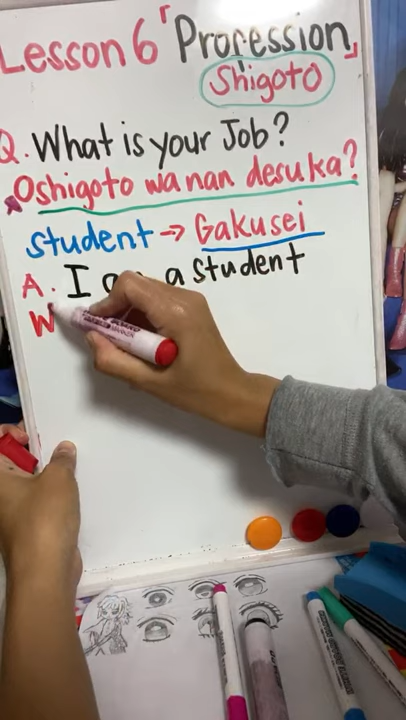 Lesson 6 「Profession」
Shigoto
Q. What is your Job?
Oshigoto wa nan desu ka?
student → Gakusei
A. I a student
W